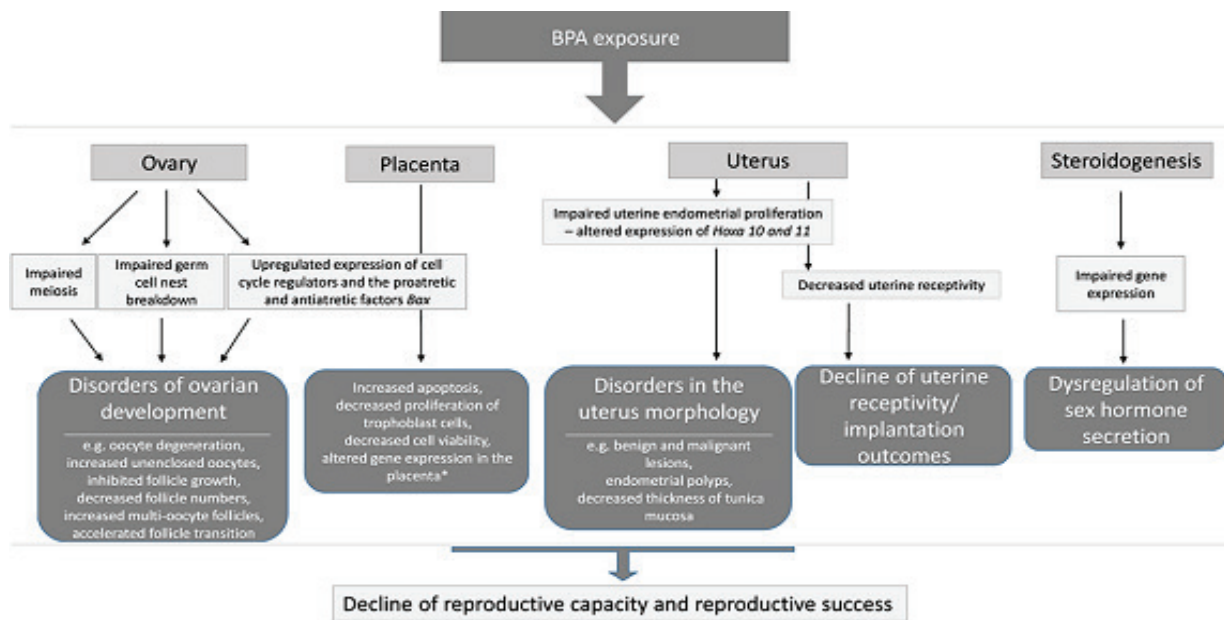 BPA exposure
Ovary
Placenta
Uterus
Steroidogenesis
Impaired
meiosis
Impaired germ
cell nest
breakdown
Upregulated expression of cell
cycle regulators and the proatretic
and antiatretic factors Bax
Impaired uterine endometrial proliferation
– altered expression of Hoxa 10 and 11
Decreased uterine receptivity
Impaired gene
expression
Disorders of ovarian
development
e.g. oocyte degeneration,
increased unenclosed oocytes,
inhibited follicle growth,
decreased follicle numbers,
increased multi-oocyte follicles,
accelerated follicle transition
Increased apoptosis,
decreased proliferation of
trophoblast cells,
decreased cell viability,
altered gene expression in the
placenta*
Disorders in the
uterus morphology
e.g, benign and malignant
lesions,
endometrial polyps,
decreased thickness of tunica
mucosa
Decline of uterine
receptivity/
implantation
outcomes
Dysregulation of
sex hormone
secretion
Decline of reproductive capacity and reproductive success